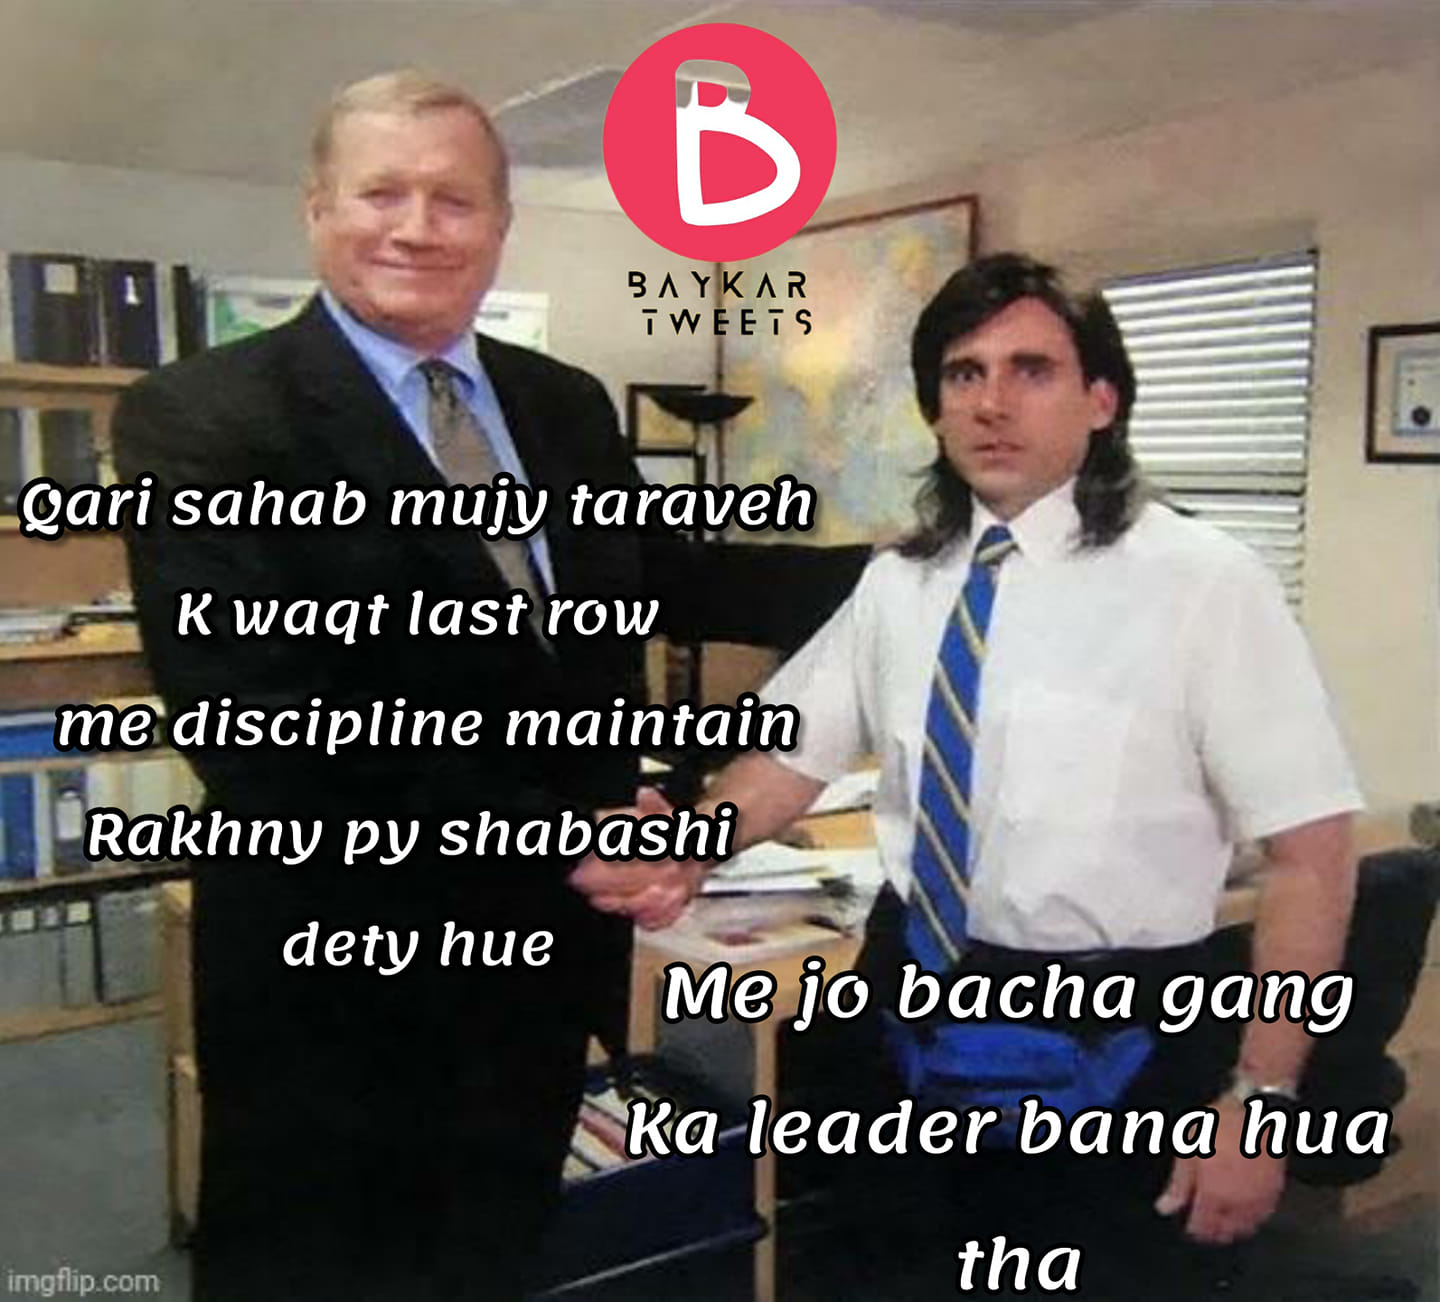 B
BAYKAR
TWEETS
Qari sahab mujy taraveh
K waqt last row
me discipline maintain
Rakhny py shabashi
dety hue
Me jo bacha gang
Ka leader bana hua
tha
imgflip.com